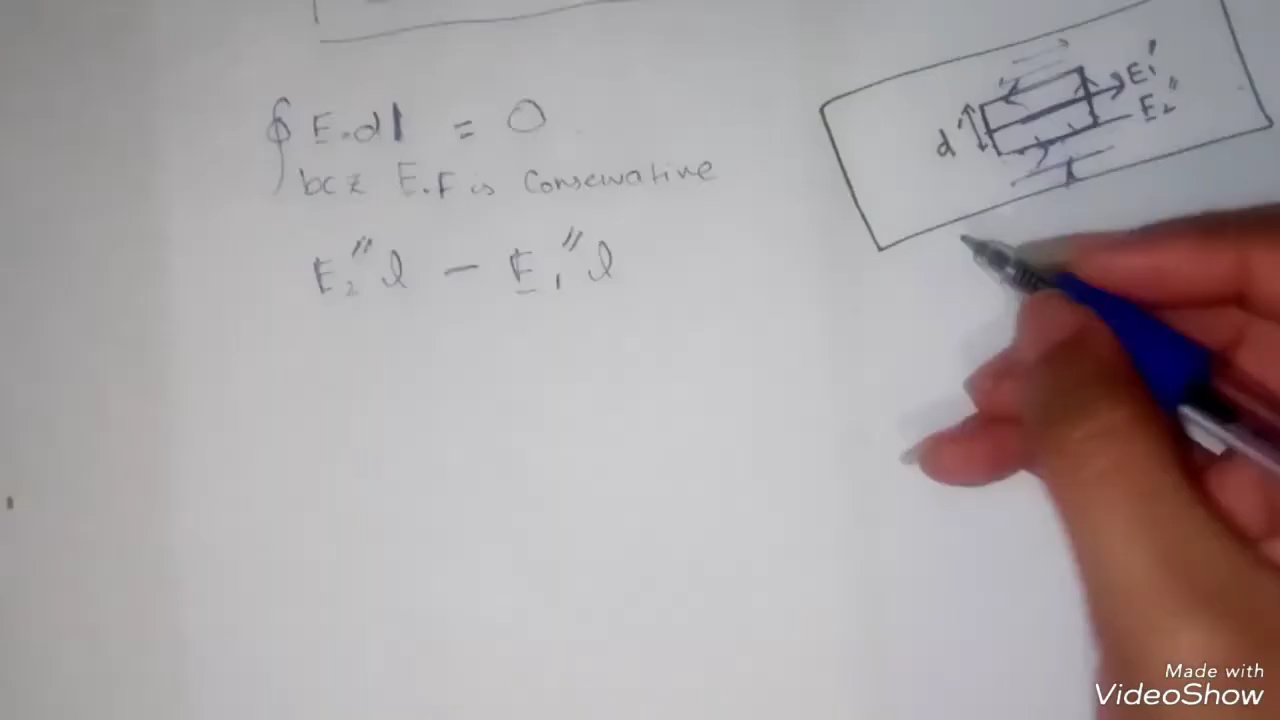 ∮ E.dl = 0
bcz E.F is Conservative
E₂″l − E₁″l
E₁′
E₂″
d
Made with
VideoShow